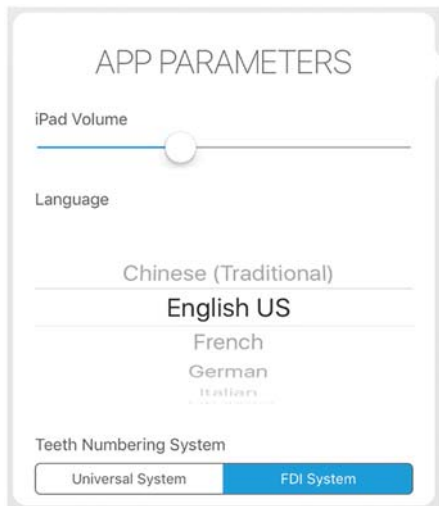 APP PARAMETERS
iPad Volume
Language
Chinese (Traditional)
English US
French
German
Italian
Teeth Numbering System
Universal System FDI System